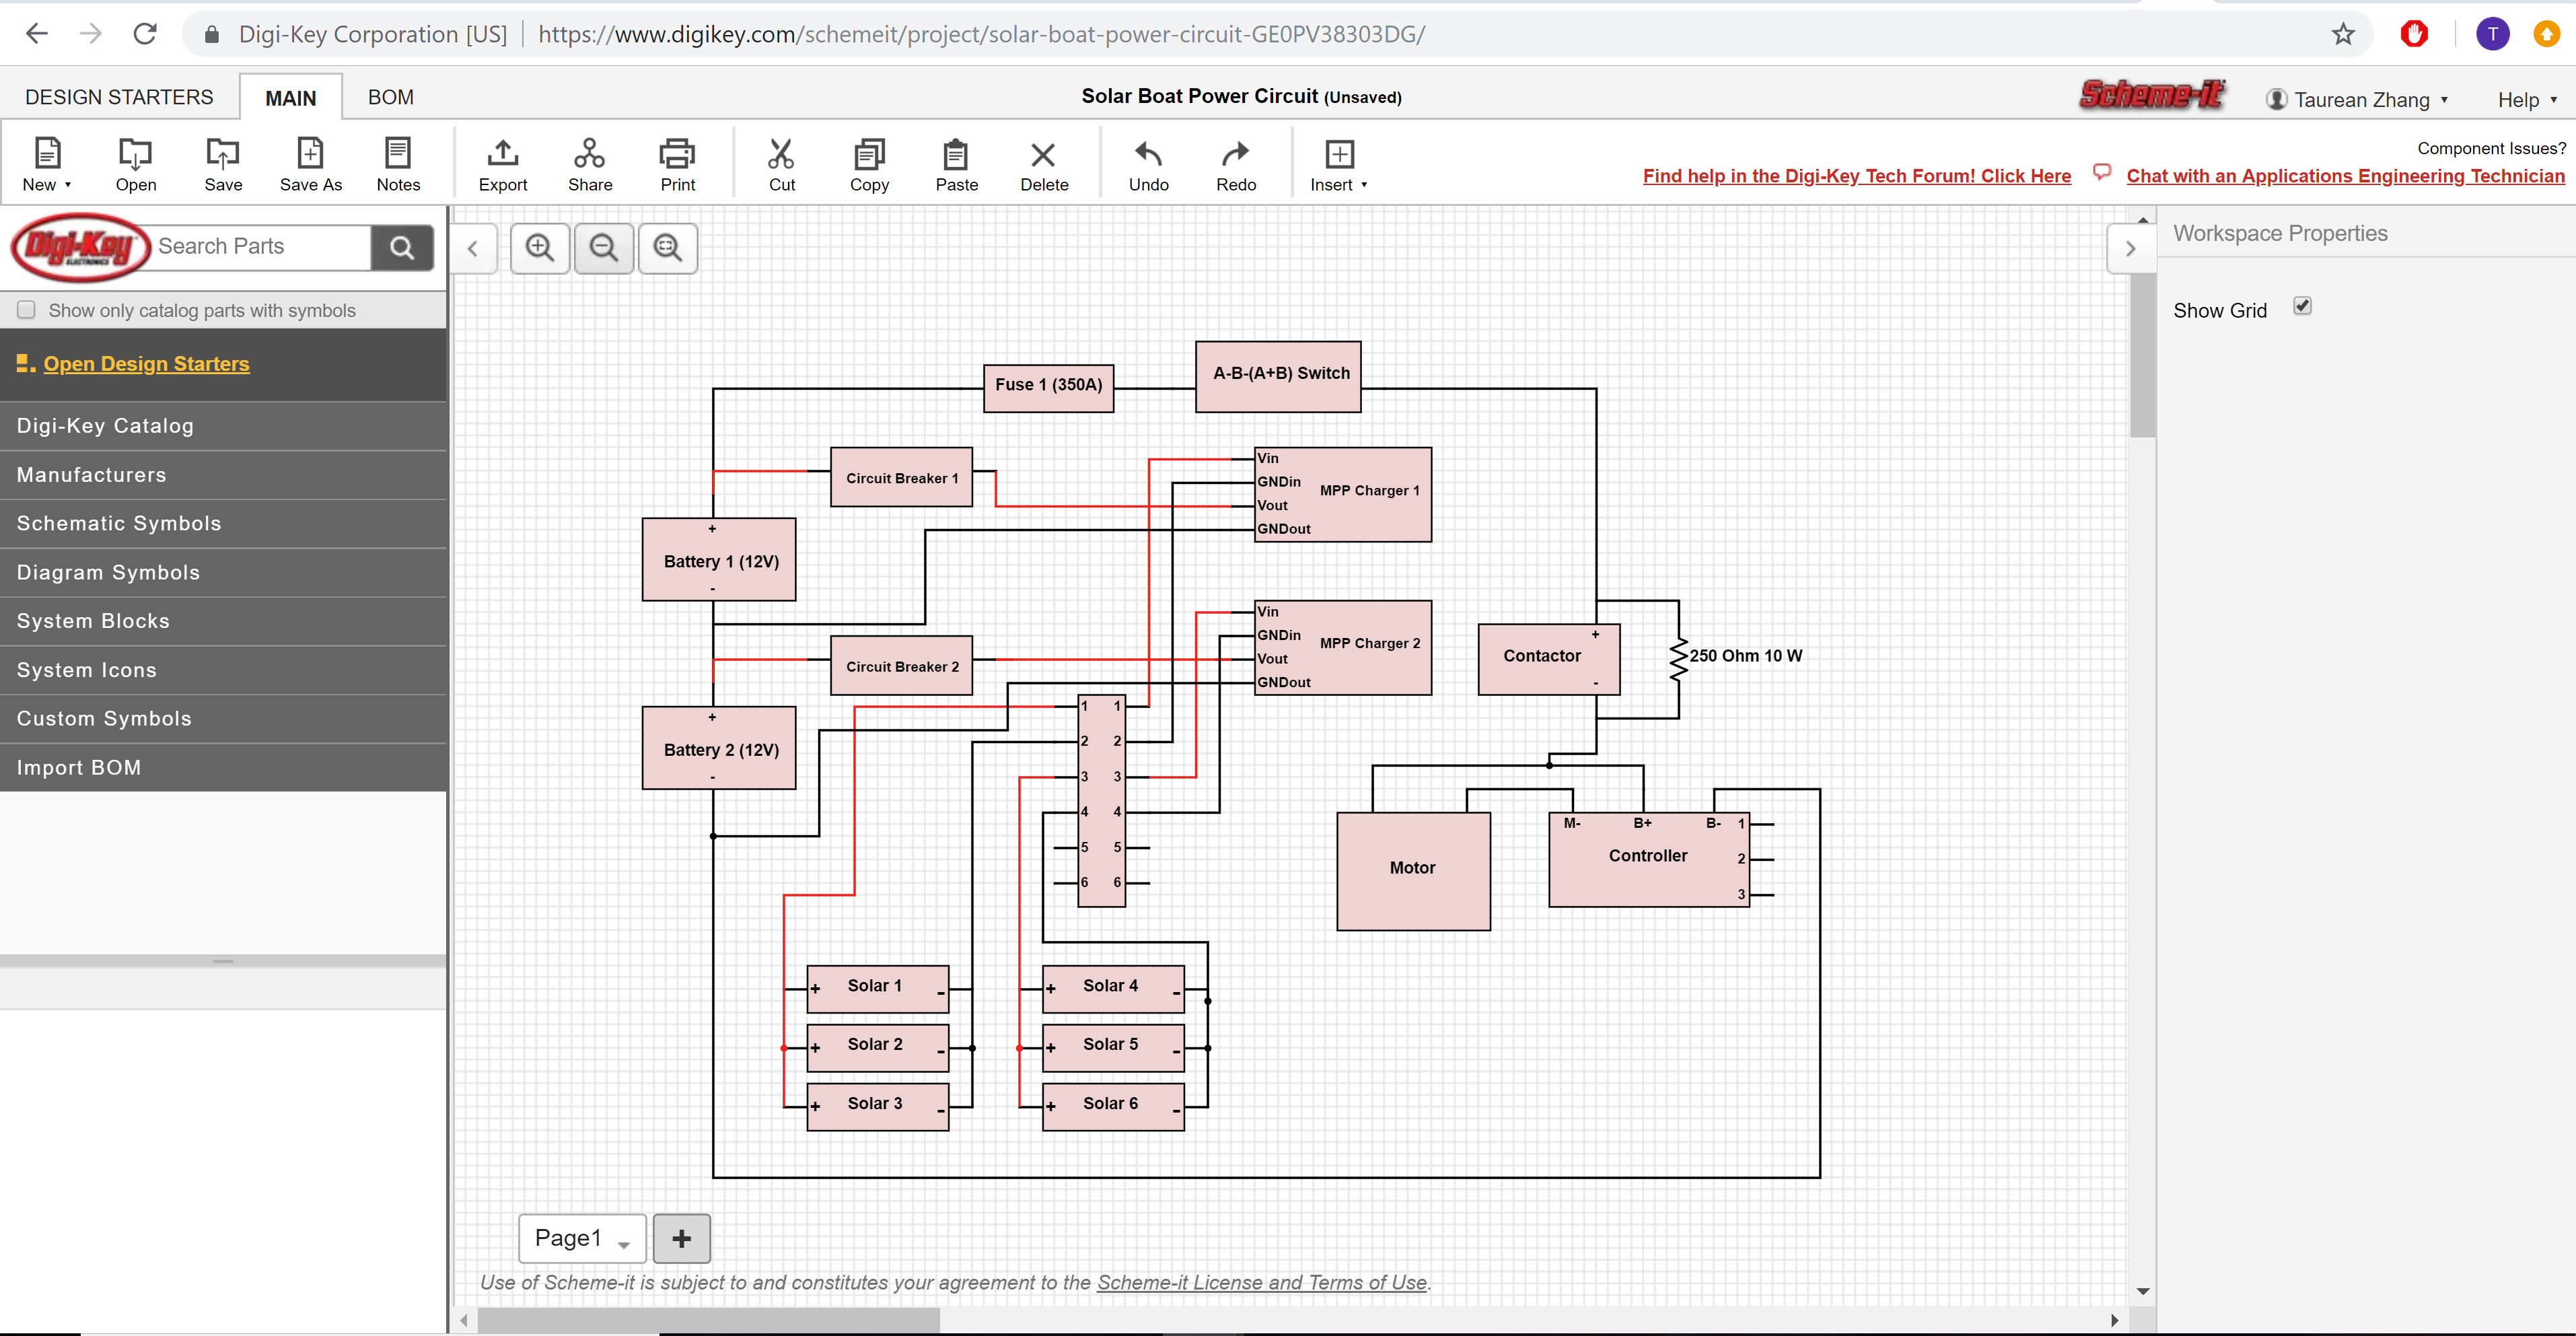 Digi-Key Corporation [US] https://www.digikey.com/schemeit/project/solar-boat-power-circuit-GE0PV38303DG/
T
DESIGN STARTERS MAIN BOM
Solar Boat Power Circuit (Unsaved)
Scheme-it
Taurean Zhang
Help
New Open Save Save As Notes Export Share Print Cut Copy Paste Delete Undo Redo Insert
Component Issues?
Find help in the Digi-Key Tech Forum! Click Here
Chat with an Applications Engineering Technician
Digi-Key ELECTRONICS
Search Parts
Show only catalog parts with symbols
Open Design Starters
Digi-Key Catalog
Manufacturers
Schematic Symbols
Diagram Symbols
System Blocks
System Icons
Custom Symbols
Import BOM
Workspace Properties
Show Grid
Fuse 1 (350A)
A-B-(A+B) Switch
Circuit Breaker 1
Vin
GNDin
Vout
GNDout
MPP Charger 1
+
Battery 1 (12V)
-
Circuit Breaker 2
Vin
GNDin
Vout
GNDout
MPP Charger 2
+
Contactor
-
250 Ohm 10 W
+
Battery 2 (12V)
-
1 1
2 2
3 3
4 4
5 5
6 6
Motor
M- B+ B- 1
Controller
2
3
+ Solar 1 -
+ Solar 4 -
+ Solar 2 -
+ Solar 5 -
+ Solar 3 -
+ Solar 6 -
Page1 +
Use of Scheme-it is subject to and constitutes your agreement to the Scheme-it License and Terms of Use.